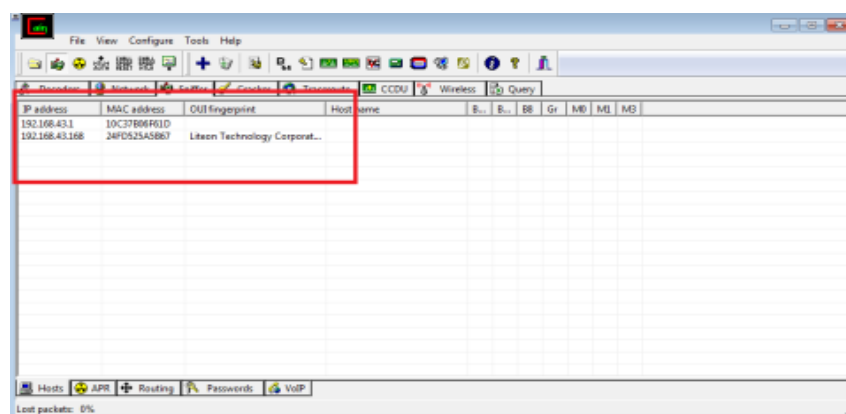 Cain
File View Configure Tools Help
Decoders Network Sniffer Cracker Traceroute CCDU Wireless Query
IP address MAC address OUI fingerprint Host name B... B... B8 Gr M0 M1 M3
192.168.43.1 10C37B06F61D
192.168.43.168 24FD525A5B67 Liteon Technology Corporat...
Hosts APR Routing Passwords VoIP
Lost packets: 0%